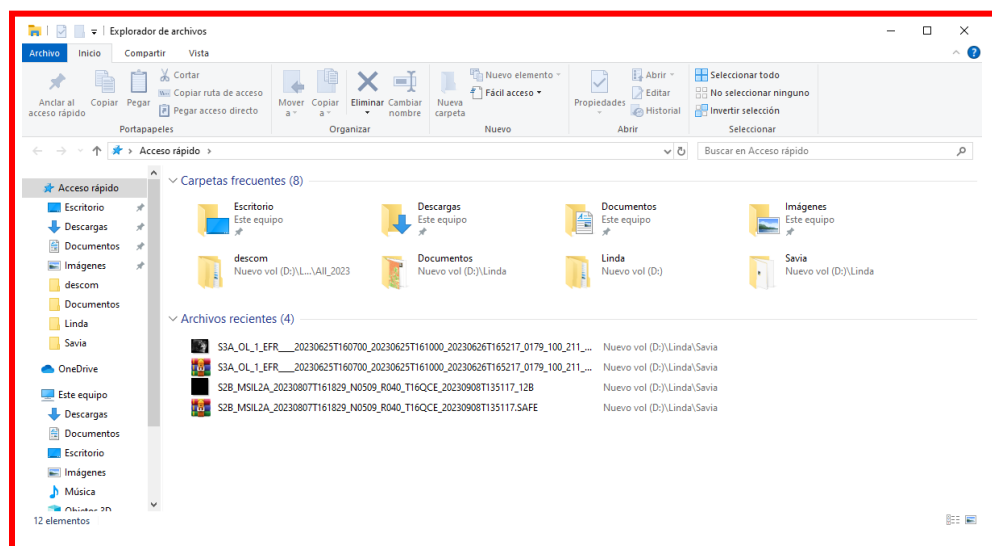 Explorador de archivos
Archivo Inicio Compartir Vista
Anclar al acceso rápido
Copiar
Pegar
Cortar
Copiar ruta de acceso
Pegar acceso directo
Portapapeles
Mover a
Copiar a
Eliminar
Cambiar nombre
Organizar
Nueva carpeta
Nuevo elemento
Fácil acceso
Nuevo
Propiedades
Abrir
Editar
Historial
Abrir
Seleccionar todo
No seleccionar ninguno
Invertir selección
Seleccionar
Acceso rápido
Buscar en Acceso rápido
Acceso rápido
Escritorio
Descargas
Documentos
Imágenes
descom
Documentos
Linda
Savia
OneDrive
Este equipo
Descargas
Documentos
Escritorio
Imágenes
Música
Objetos 3D
Carpetas frecuentes (8)
Escritorio
Este equipo
Descargas
Este equipo
Documentos
Este equipo
Imágenes
Este equipo
descom
Nuevo vol (D:)\L...\All_2023
Documentos
Nuevo vol (D:)\Linda
Linda
Nuevo vol (D:)
Savia
Nuevo vol (D:)\Linda
Archivos recientes (4)
S3A_OL_1_EFR____20230625T160700_20230625T161000_20230626T165217_0179_100_211_... Nuevo vol (D:)\Linda\Savia
S3A_OL_1_EFR____20230625T160700_20230625T161000_20230626T165217_0179_100_211_... Nuevo vol (D:)\Linda\Savia
S2B_MSIL2A_20230807T161829_N0509_R040_T16QCE_20230908T135117_12B Nuevo vol (D:)\Linda\Savia
S2B_MSIL2A_20230807T161829_N0509_R040_T16QCE_20230908T135117.SAFE Nuevo vol (D:)\Linda\Savia
12 elementos